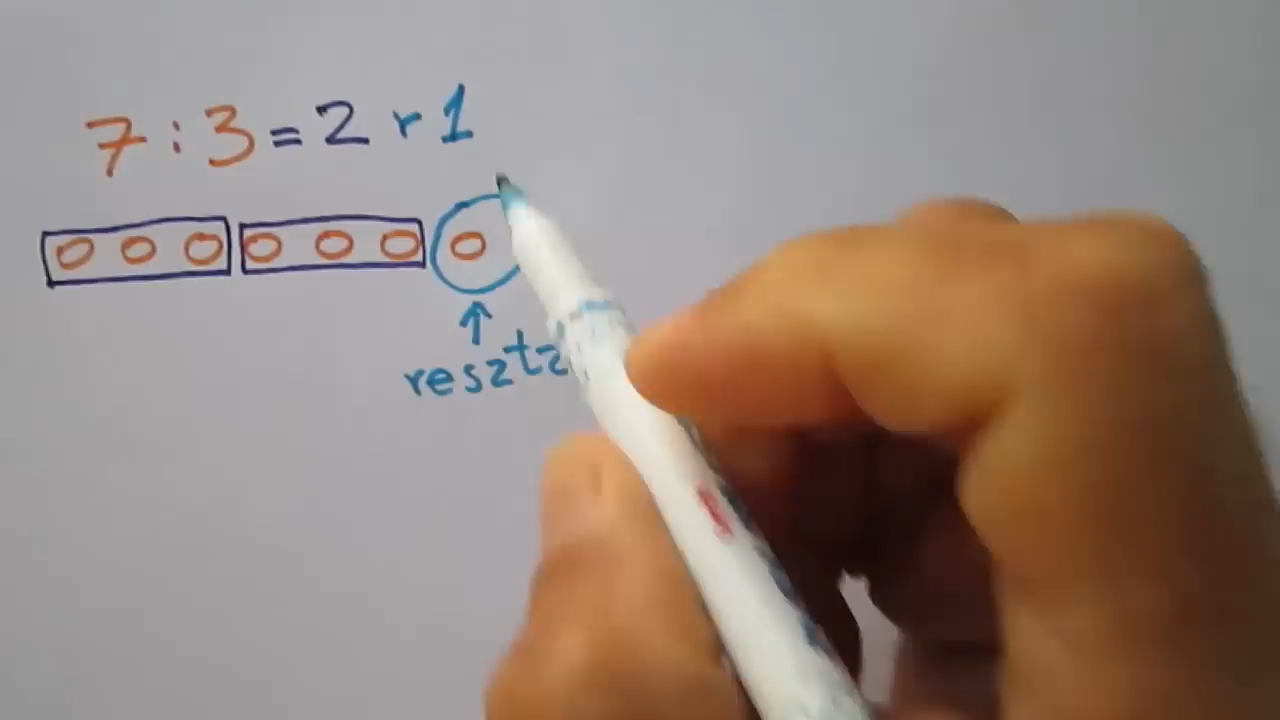 7 : 3 = 2 r 1
↑